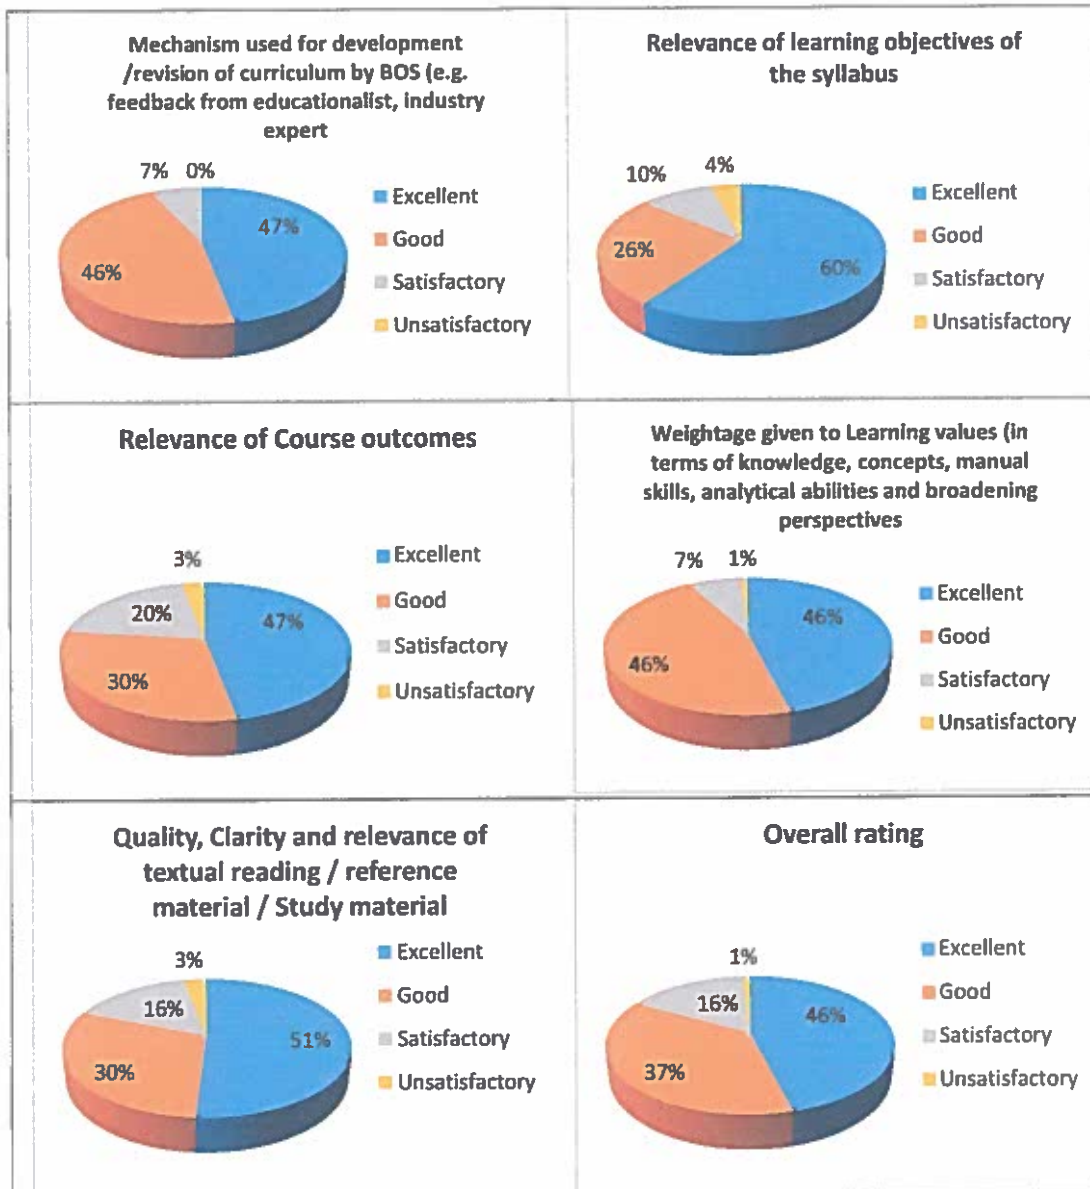 Mechanism used for development
/revision of curriculum by BOS (e.g.
feedback from educationalist, industry
expert
7% 0%
47%
46%
Excellent
Good
Satisfactory
Unsatisfactory
Relevance of learning objectives of
the syllabus
10% 4%
26%
60%
Excellent
Good
Satisfactory
Unsatisfactory
Relevance of Course outcomes
3%
20%
47%
30%
Excellent
Good
Satisfactory
Unsatisfactory
Weightage given to Learning values (in
terms of knowledge, concepts, manual
skills, analytical abilities and broadening
perspectives
7% 1%
46%
46%
Excellent
Good
Satisfactory
Unsatisfactory
Quality, Clarity and relevance of
textual reading / reference
material / Study material
3%
16%
51%
30%
Excellent
Good
Satisfactory
Unsatisfactory
Overall rating
1%
16%
46%
37%
Excellent
Good
Satisfactory
Unsatisfactory